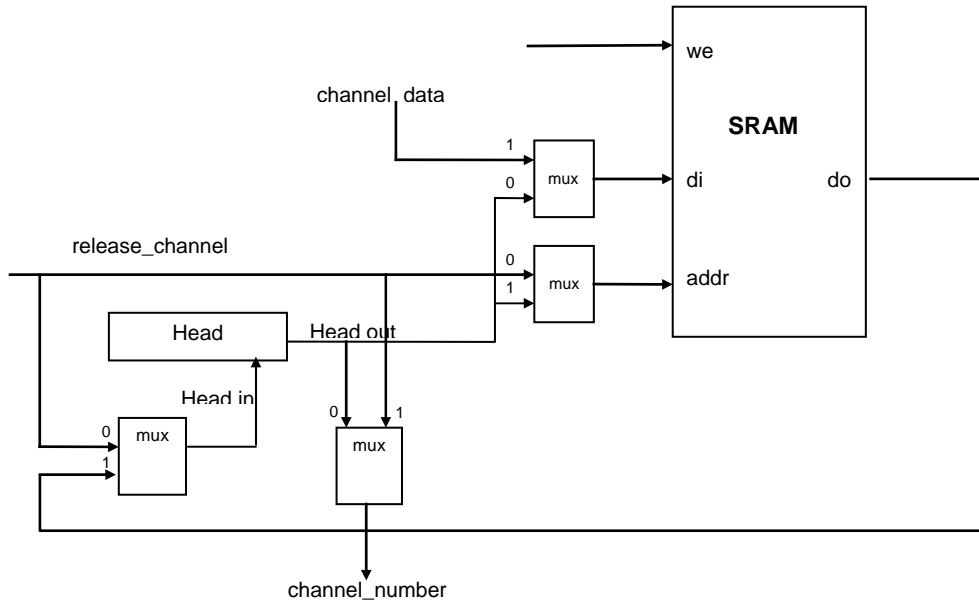 we
channel_data
SRAM
1
mux
di
do
0
release_channel
0
addr
mux
1
Head
Head out
Head in
0
1
0
mux
mux
1
channel_number